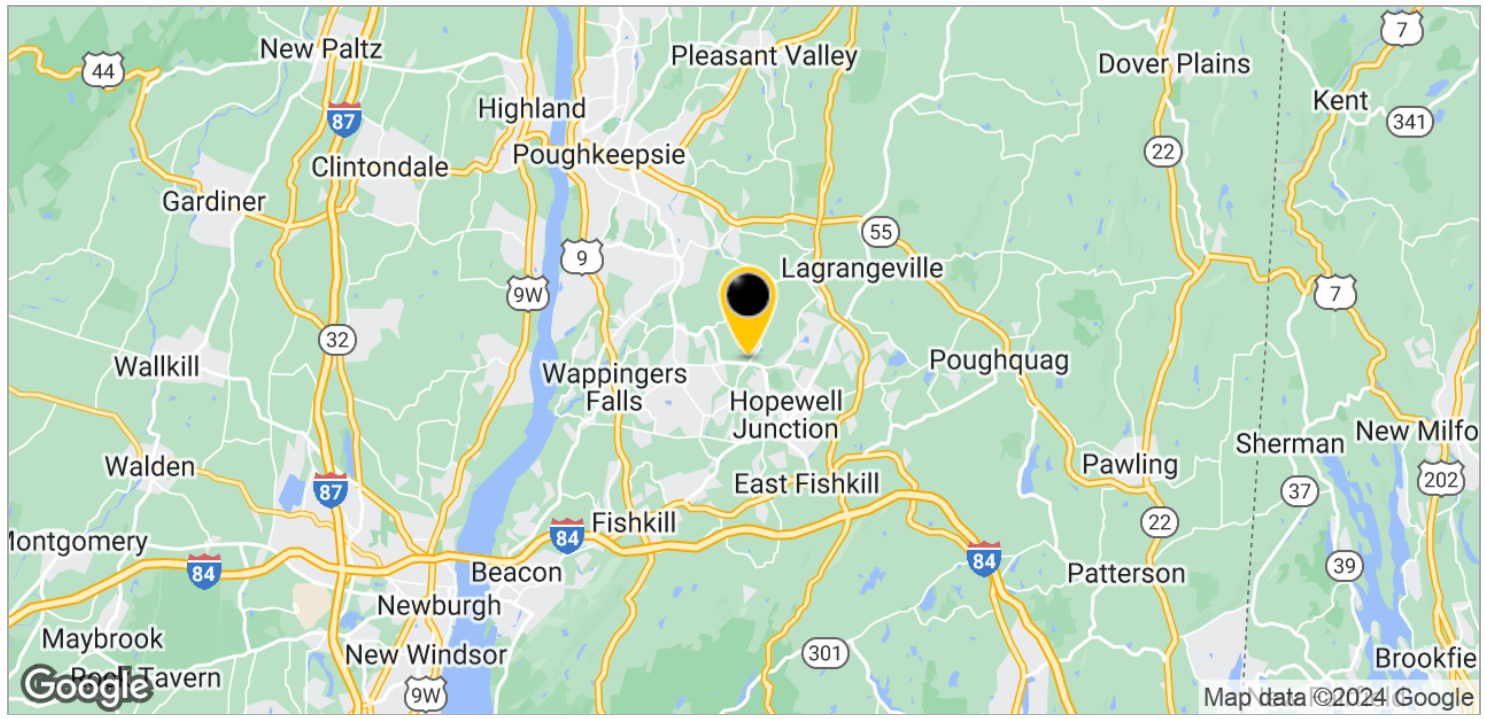 7
New Paltz
Pleasant Valley
Dover Plains
44
Kent
Highland
87
341
Clintondale
Poughkeepsie
22
Gardiner
55
9
Lagrangeville
9W
7
32
Wallkill
Poughquag
Wappingers
Falls
Hopewell
Junction
Sherman
New Milfo
Walden
Pawling
East Fishkill
202
87
37
Fishkill
22
84
Montgomery
84
84
39
Beacon
Patterson
Newburgh
Maybrook
New Windsor
301
Brookfie
Rock Tavern
Google
9W
Map data ©2024 Google